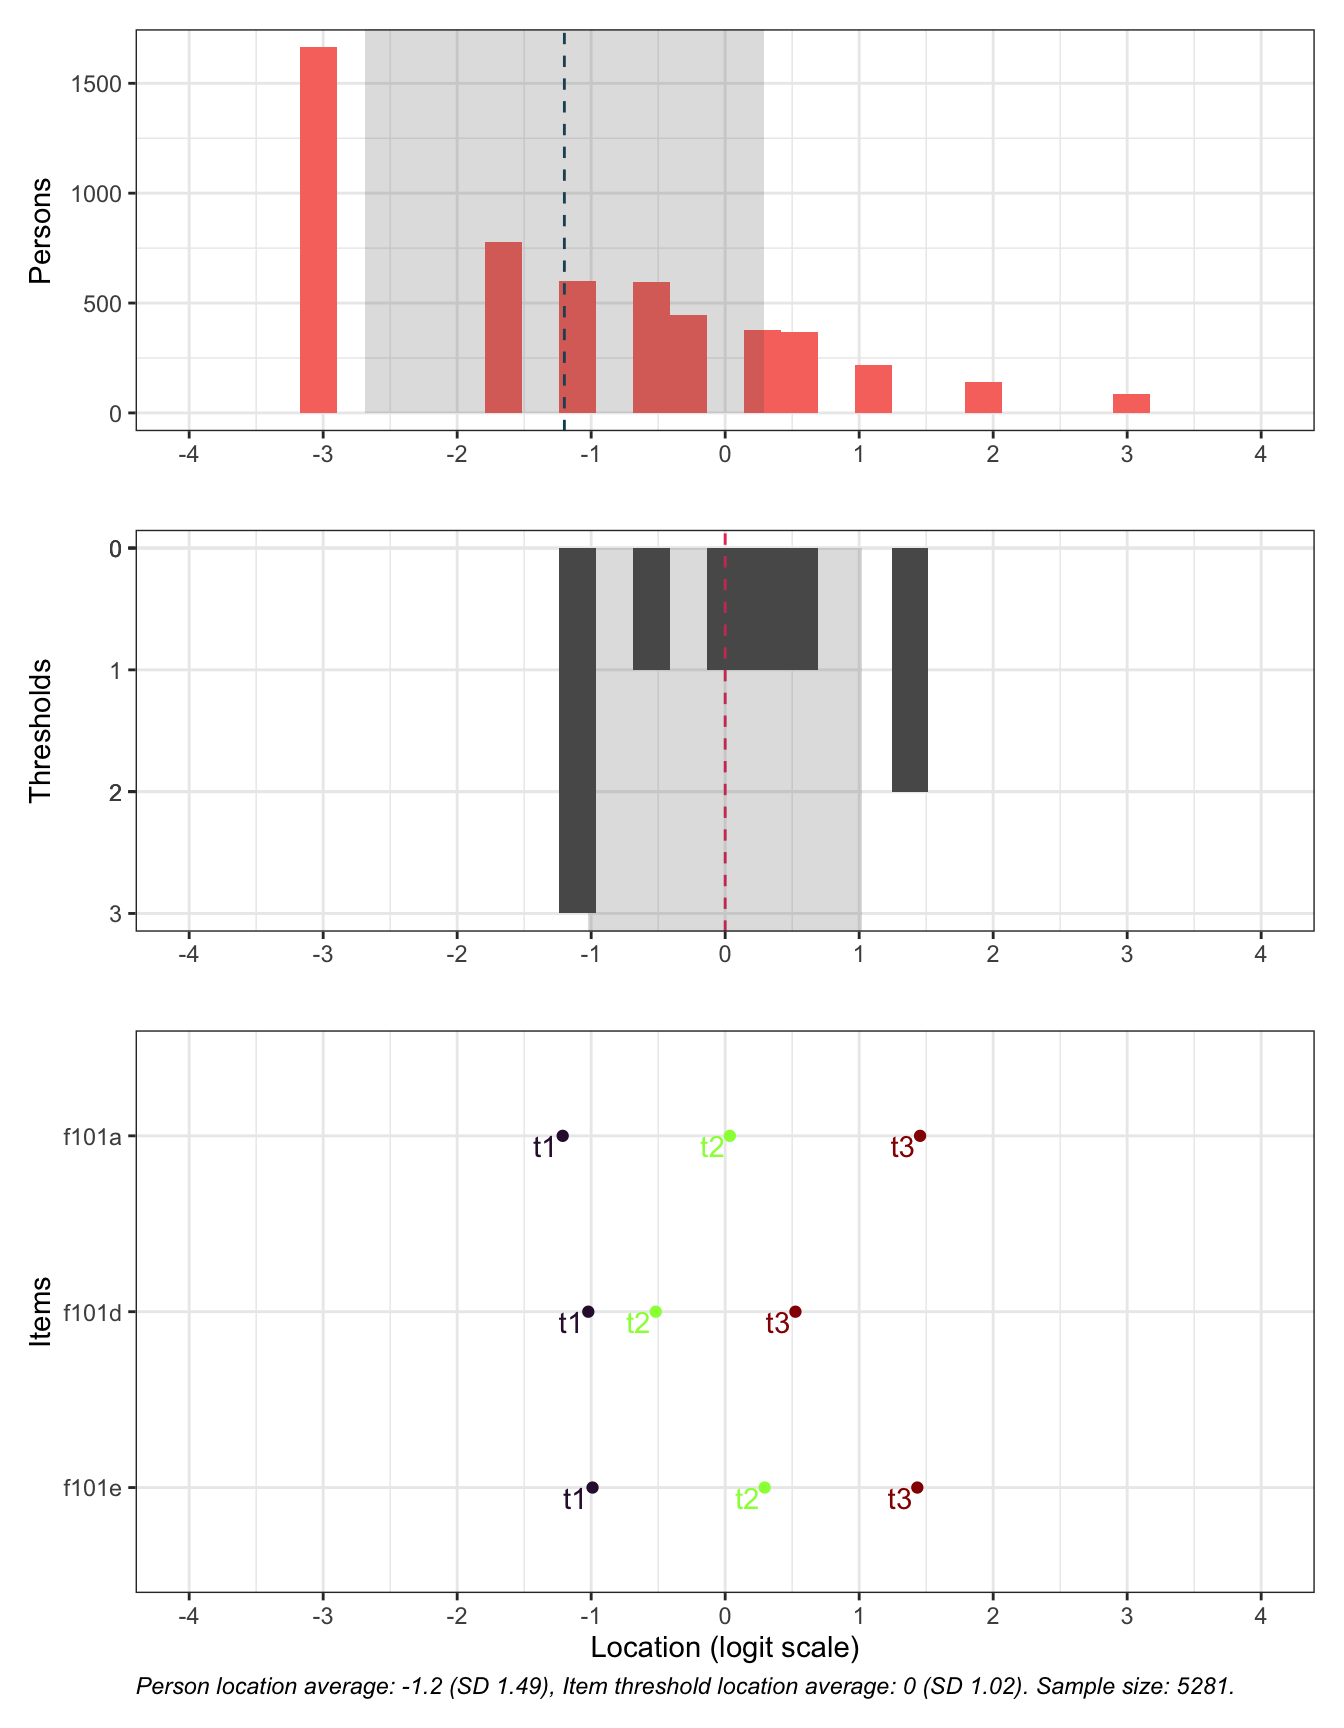 1500
1000
500
0
Persons
-4 -3 -2 -1 0 1 2 3 4
0
1
2
3
Thresholds
-4 -3 -2 -1 0 1 2 3 4
f101a
t1 t2 t3
f101d
t1 t2 t3
f101e
t1 t2 t3
Items
-4 -3 -2 -1 0 1 2 3 4
Location (logit scale)
Person location average: -1.2 (SD 1.49), Item threshold location average: 0 (SD 1.02). Sample size: 5281.